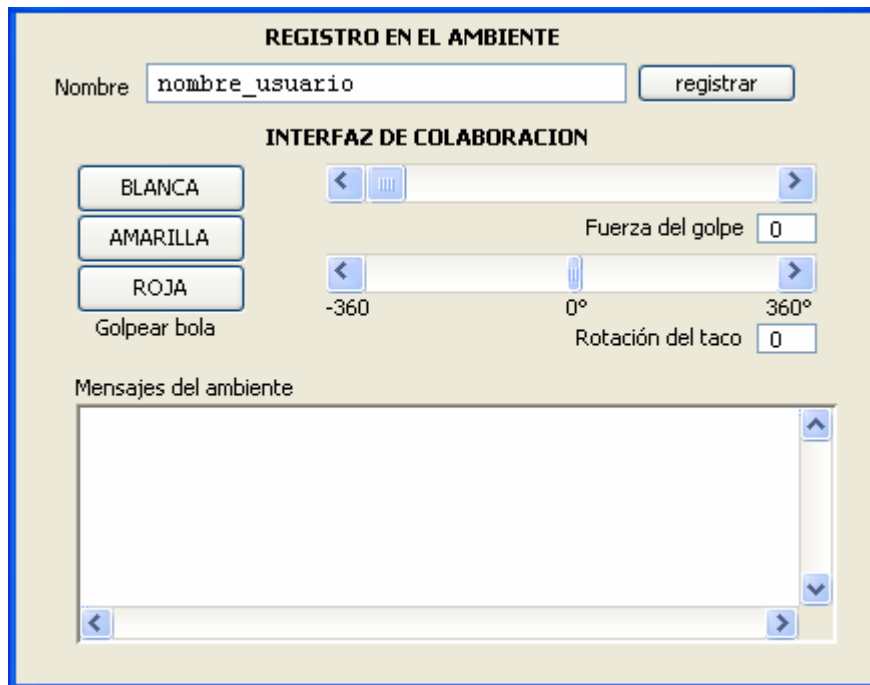 REGISTRO EN EL AMBIENTE
Nombre nombre_usuario registrar
INTERFAZ DE COLABORACION
BLANCA
AMARILLA
ROJA
Golpear bola
Fuerza del golpe 0
-360 0° 360°
Rotación del taco 0
Mensajes del ambiente